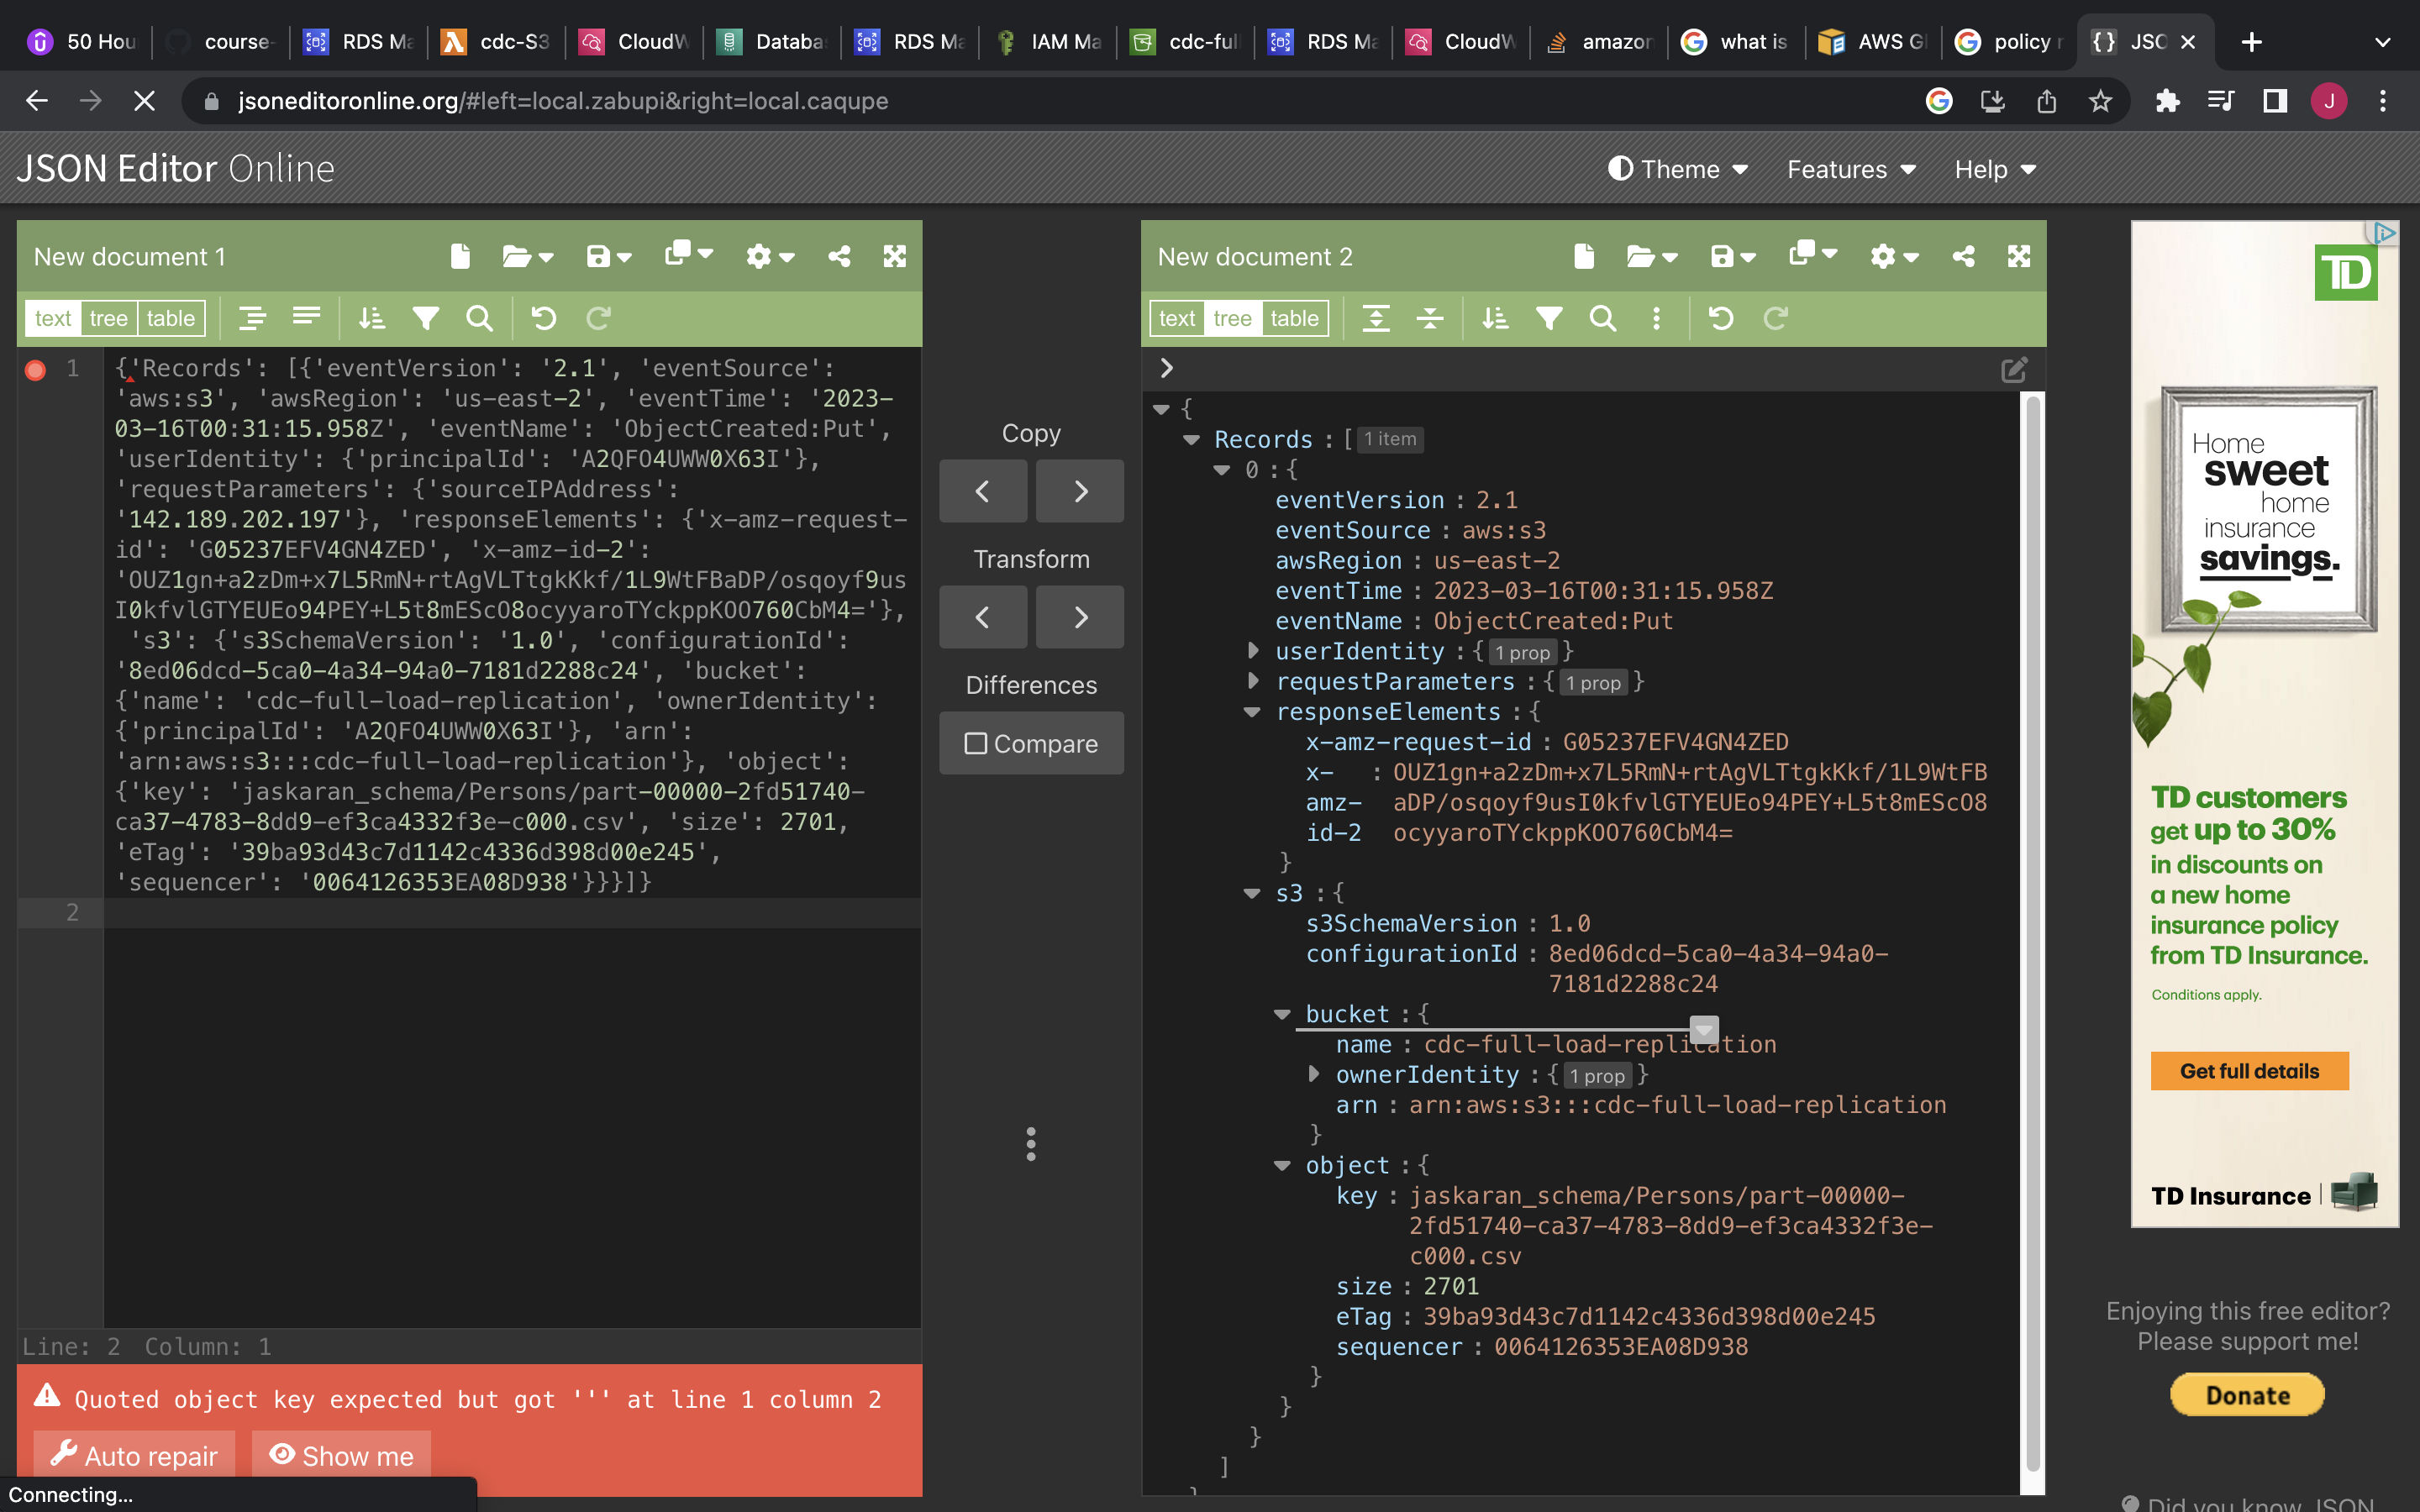 50 Hou
course-
RDS Ma
cdc-S3
CloudW
Databa
RDS Ma
IAM Ma
cdc-ful
RDS Ma
CloudW
amazon
what is
AWS Gl
policy r
JSO
jsoneditoronline.org/#left=local.zabupi&right=local.caqupe
J
JSON Editor Online
Theme
Features
Help
New document 1
text tree table
1
{'Records': [{'eventVersion': '2.1', 'eventSource':
'aws:s3', 'awsRegion': 'us-east-2', 'eventTime': '2023-
03-16T00:31:15.958Z', 'eventName': 'ObjectCreated:Put',
'userIdentity': {'principalId': 'A2QFO4UWW0X63I'},
'requestParameters': {'sourceIPAddress':
'142.189.202.197'}, 'responseElements': {'x-amz-request-
id': 'G05237EFV4GN4ZED', 'x-amz-id-2':
'OUZ1gn+a2zDm+x7L5RmN+rtAgVLTtgkKkf/1L9WtFBaDP/osqoyf9us
I0kfvlGTYEUEo94PEY+L5t8mEScO8ocyyaroTYckppKOO760CbM4='},
's3': {'s3SchemaVersion': '1.0', 'configurationId':
'8ed06dcd-5ca0-4a34-94a0-7181d2288c24', 'bucket':
{'name': 'cdc-full-load-replication', 'ownerIdentity':
{'principalId': 'A2QFO4UWW0X63I'}, 'arn':
'arn:aws:s3:::cdc-full-load-replication'}, 'object':
{'key': 'jaskaran_schema/Persons/part-00000-2fd51740-
ca37-4783-8dd9-ef3ca4332f3e-c000.csv', 'size': 2701,
'eTag': '39ba93d43c7d1142c4336d398d00e245',
'sequencer': '0064126353EA08D938'}}}]}
2
Line: 2 Column: 1
Quoted object key expected but got ''' at line 1 column 2
Auto repair
Show me
Connecting...
Copy
Transform
Differences
Compare
New document 2
text tree table
{
Records : [ 1 item
0 : {
eventVersion : 2.1
eventSource : aws:s3
awsRegion : us-east-2
eventTime : 2023-03-16T00:31:15.958Z
eventName : ObjectCreated:Put
userIdentity : { 1 prop }
requestParameters : { 1 prop }
responseElements : {
x-amz-request-id : G05237EFV4GN4ZED
x- : OUZ1gn+a2zDm+x7L5RmN+rtAgVLTtgkKkf/1L9WtFB
amz- aDP/osqoyf9usI0kfvlGTYEUEo94PEY+L5t8mEScO8
id-2 ocyyaroTYckppKOO760CbM4=
}
s3 : {
s3SchemaVersion : 1.0
configurationId : 8ed06dcd-5ca0-4a34-94a0-
7181d2288c24
bucket : {
name : cdc-full-load-replication
ownerIdentity : { 1 prop }
arn : arn:aws:s3:::cdc-full-load-replication
}
object : {
key : jaskaran_schema/Persons/part-00000-
2fd51740-ca37-4783-8dd9-ef3ca4332f3e-
c000.csv
size : 2701
eTag : 39ba93d43c7d1142c4336d398d00e245
sequencer : 0064126353EA08D938
}
}
}
]
TD
Home
sweet
home
insurance
savings.
TD customers
get up to 30%
in discounts on
a new home
insurance policy
from TD Insurance.
Conditions apply.
Get full details
TD Insurance
Enjoying this free editor?
Please support me!
Donate
Did you know JSON